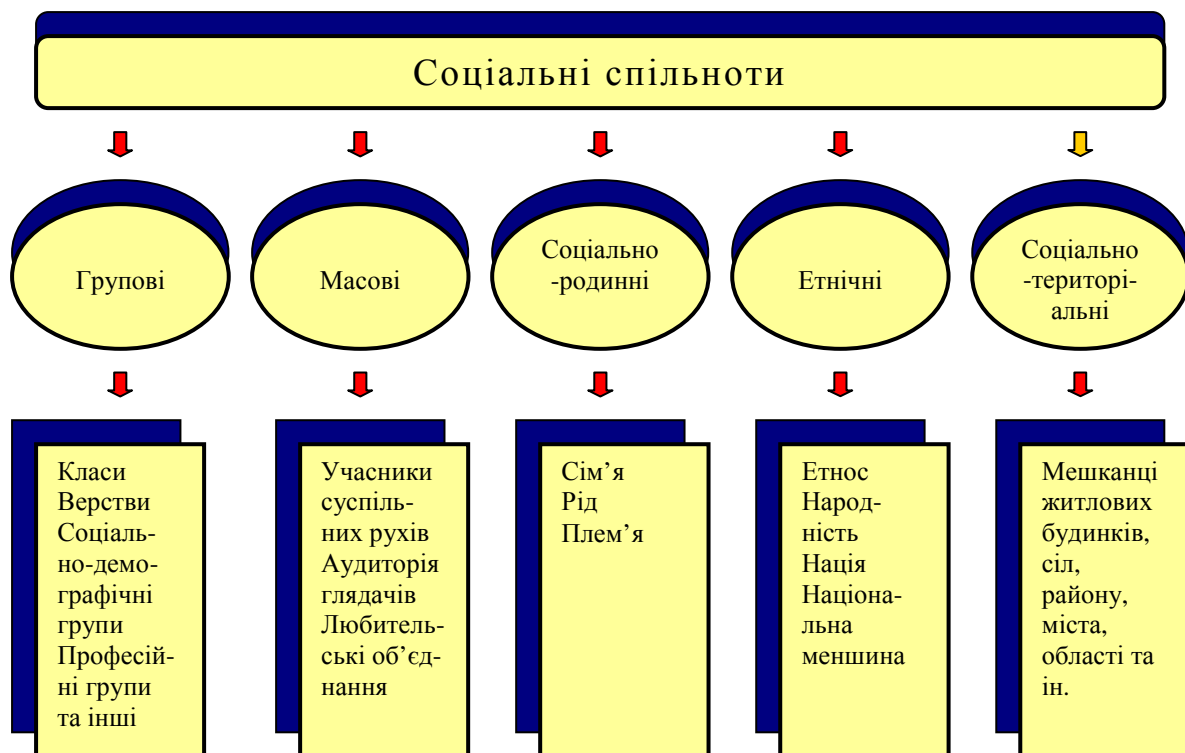 Соціальні спільноти
Групові
Масові
Соціально
-родинні
Етнічні
Соціально
-територі-
альні
Класи
Верстви
Соціаль-
но-демо-
графічні
групи
Професій-
ні групи
та інші
Учасники
суспіль-
них рухів
Аудиторія
глядачів
Любитель-
ські об’єд-
нання
Сім’я
Рід
Плем’я
Етнос
Народ-
ність
Нація
Націона-
льна
меншина
Мешканці
житлових
будинків,
сіл,
району,
міста,
області та
ін.